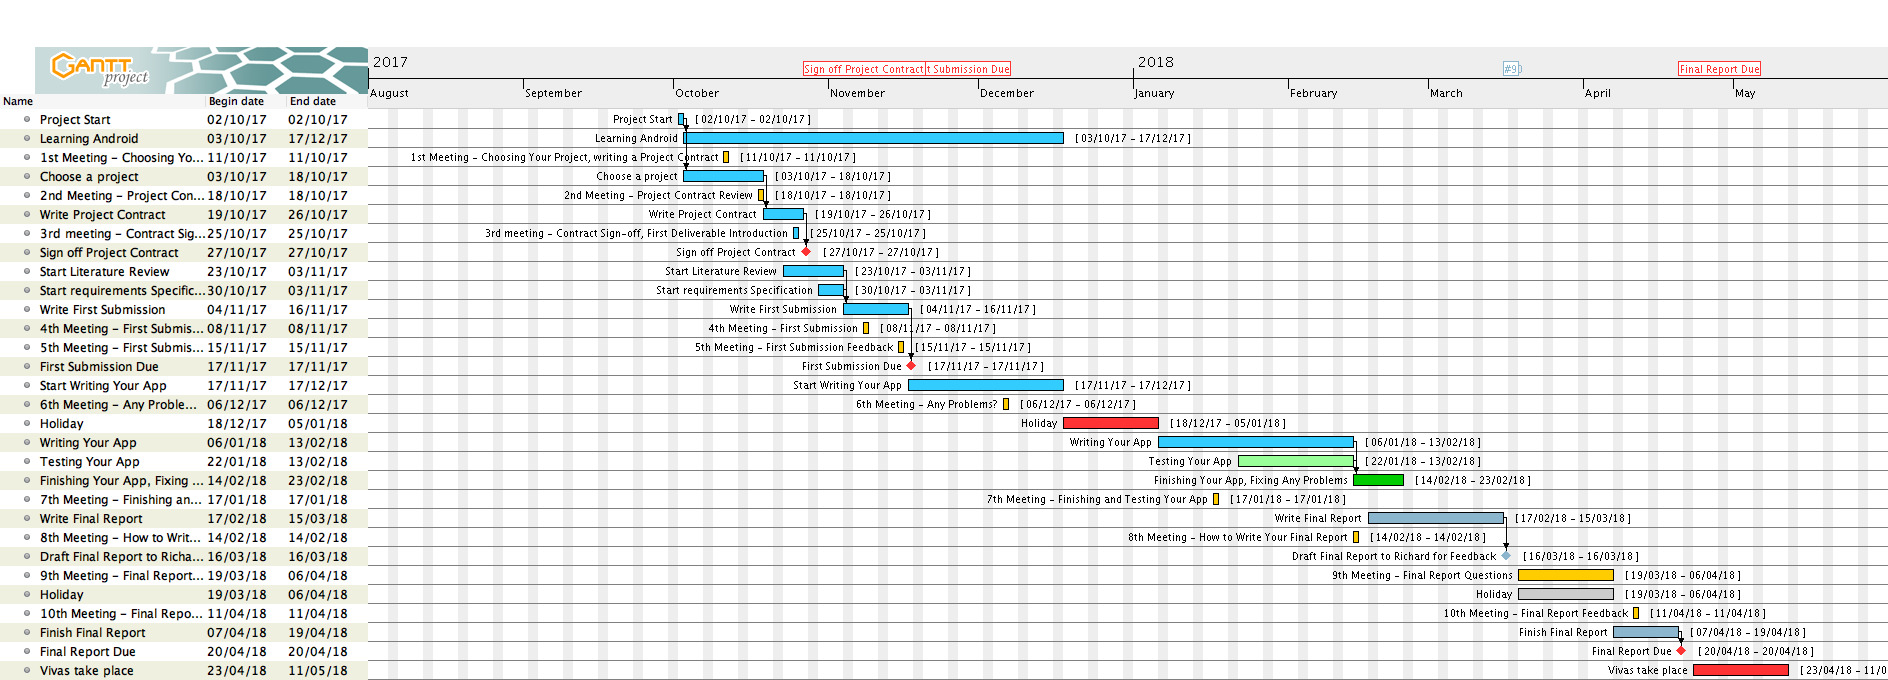 GANTT
project
2017
2018
Sign off Project Contract
t Submission Due
#9
Final Report Due
August
September
October
November
December
January
February
March
April
May
Name Begin date End date
Project Start 02/10/17 02/10/17 Project Start [02/10/17 - 02/10/17]
Learning Android 03/10/17 17/12/17 Learning Android [03/10/17 - 17/12/17]
1st Meeting - Choosing Yo... 11/10/17 11/10/17 1st Meeting - Choosing Your Project, writing a Project Contract [11/10/17 - 11/10/17]
Choose a project 03/10/17 18/10/17 Choose a project [03/10/17 - 18/10/17]
2nd Meeting - Project Con... 18/10/17 18/10/17 2nd Meeting - Project Contract Review [18/10/17 - 18/10/17]
Write Project Contract 19/10/17 26/10/17 Write Project Contract [19/10/17 - 26/10/17]
3rd meeting - Contract Sig... 25/10/17 25/10/17 3rd meeting - Contract Sign-off, First Deliverable Introduction [25/10/17 - 25/10/17]
Sign off Project Contract 27/10/17 27/10/17 Sign off Project Contract [27/10/17 - 27/10/17]
Start Literature Review 23/10/17 03/11/17 Start Literature Review [23/10/17 - 03/11/17]
Start requirements Specific... 30/10/17 03/11/17 Start requirements Specification [30/10/17 - 03/11/17]
Write First Submission 04/11/17 16/11/17 Write First Submission [04/11/17 - 16/11/17]
4th Meeting - First Submis... 08/11/17 08/11/17 4th Meeting - First Submission [08/11/17 - 08/11/17]
5th Meeting - First Submis... 15/11/17 15/11/17 5th Meeting - First Submission Feedback [15/11/17 - 15/11/17]
First Submission Due 17/11/17 17/11/17 First Submission Due [17/11/17 - 17/11/17]
Start Writing Your App 17/11/17 17/12/17 Start Writing Your App [17/11/17 - 17/12/17]
6th Meeting - Any Proble... 06/12/17 06/12/17 6th Meeting - Any Problems? [06/12/17 - 06/12/17]
Holiday 18/12/17 05/01/18 Holiday [18/12/17 - 05/01/18]
Writing Your App 06/01/18 13/02/18 Writing Your App [06/01/18 - 13/02/18]
Testing Your App 22/01/18 13/02/18 Testing Your App [22/01/18 - 13/02/18]
Finishing Your App, Fixing ... 14/02/18 23/02/18 Finishing Your App, Fixing Any Problems [14/02/18 - 23/02/18]
7th Meeting - Finishing an... 17/01/18 17/01/18 7th Meeting - Finishing and Testing Your App [17/01/18 - 17/01/18]
Write Final Report 17/02/18 15/03/18 Write Final Report [17/02/18 - 15/03/18]
8th Meeting - How to Writ... 14/02/18 14/02/18 8th Meeting - How to Write Your Final Report [14/02/18 - 14/02/18]
Draft Final Report to Richa... 16/03/18 16/03/18 Draft Final Report to Richard for Feedback [16/03/18 - 16/03/18]
9th Meeting - Final Report... 19/03/18 06/04/18 9th Meeting - Final Report Questions [19/03/18 - 06/04/18]
Holiday 19/03/18 06/04/18 Holiday [19/03/18 - 06/04/18]
10th Meeting - Final Repo... 11/04/18 11/04/18 10th Meeting - Final Report Feedback [11/04/18 - 11/04/18]
Finish Final Report 07/04/18 19/04/18 Finish Final Report [07/04/18 - 19/04/18]
Final Report Due 20/04/18 20/04/18 Final Report Due [20/04/18 - 20/04/18]
Vivas take place 23/04/18 11/05/18 Vivas take place [23/04/18 - 11/0